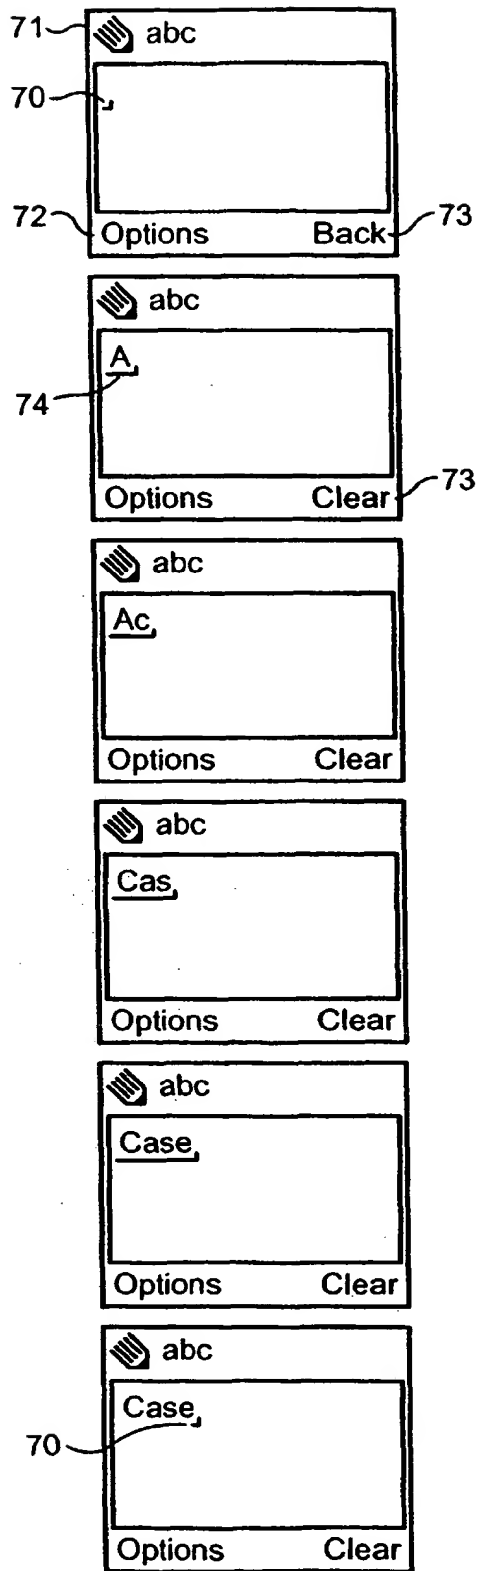 71 abc
70
72 Options Back 73
abc
A
74
Options Clear 73
abc
Ac
Options Clear
abc
Cas
Options Clear
abc
Case
Options Clear
abc
Case
70
Options Clear